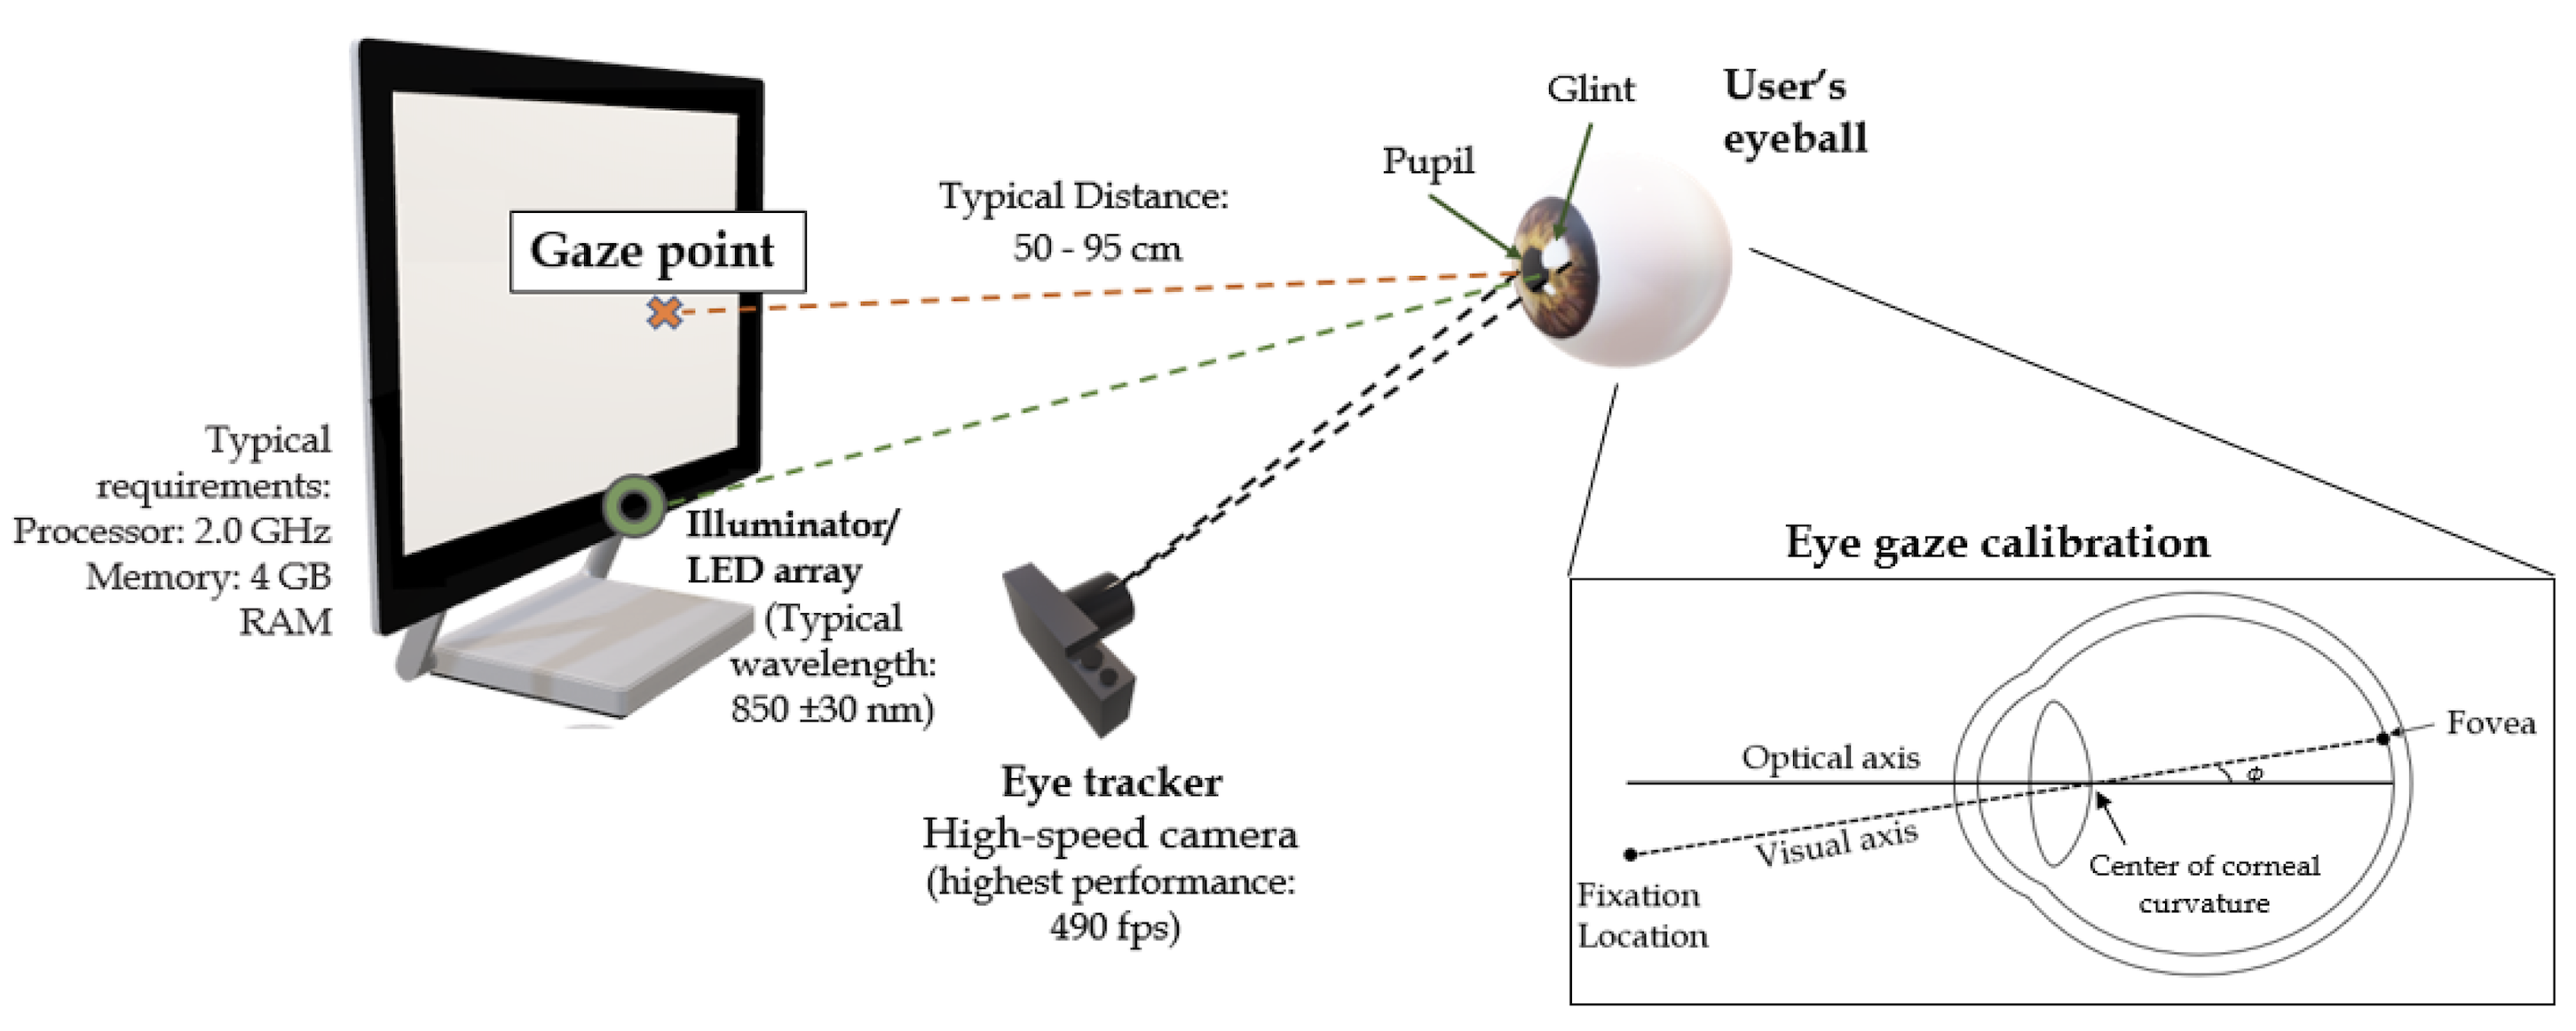 Glint
User's
eyeball
Pupil
Typical Distance:
50 - 95 cm
Gaze point
Typical
requirements:
Processor: 2.0 GHz
Memory: 4 GB
RAM
Illuminator/
LED array
(Typical
wavelength:
850 ±30 nm)
Eye tracker
High-speed camera
(highest performance:
490 fps)
Eye gaze calibration
Fovea
Optical axis
Φ
Visual axis
Center of corneal
curvature
Fixation
Location